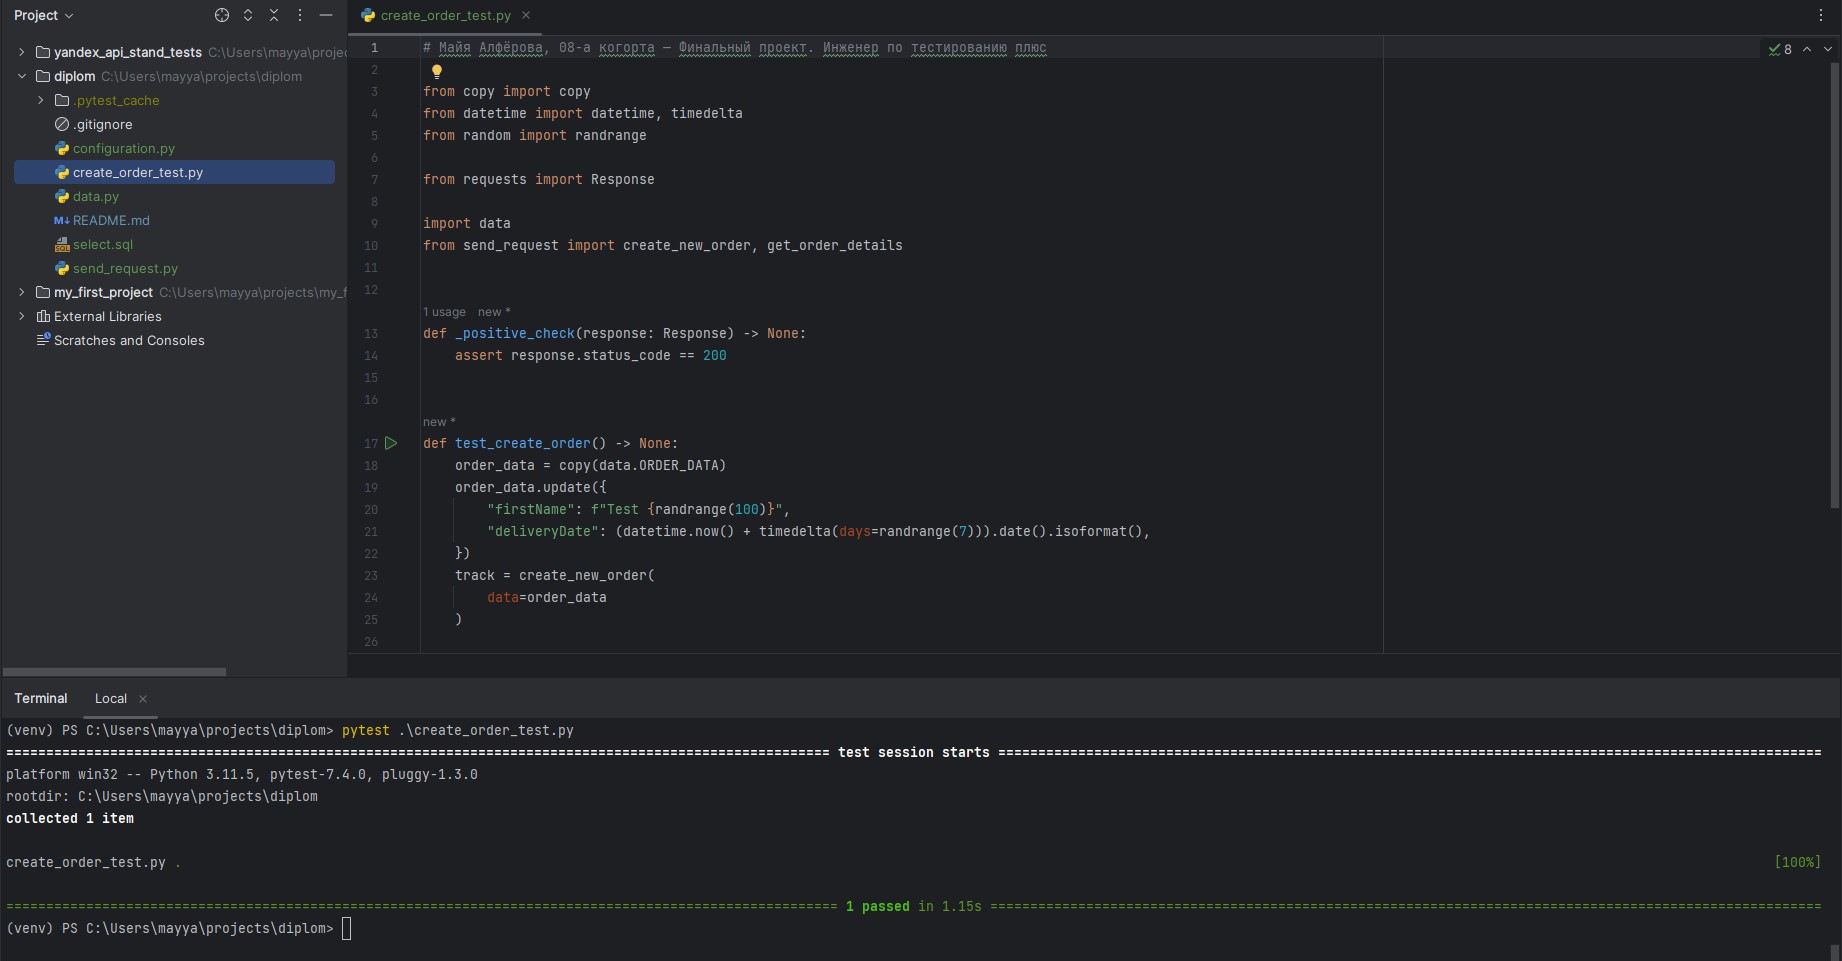 Project
create_order_test.py
yandex_api_stand_tests C:\Users\mayya\projec
diplom C:\Users\mayya\projects\diplom
.pytest_cache
.gitignore
configuration.py
create_order_test.py
data.py
README.md
select.sql
send_request.py
my_first_project C:\Users\mayya\projects\my_f
External Libraries
Scratches and Consoles
8
1 # Майя Алфёрова, 08-а когорта — Финальный проект. Инженер по тестированию плюс
2
3 from copy import copy
4 from datetime import datetime, timedelta
5 from random import randrange
6
7 from requests import Response
8
9 import data
10 from send_request import create_new_order, get_order_details
11
12
1 usage new *
13 def _positive_check(response: Response) -> None:
14 assert response.status_code == 200
15
16
new *
17 def test_create_order() -> None:
18 order_data = copy(data.ORDER_DATA)
19 order_data.update({
20 "firstName": f"Test {randrange(100)}",
21 "deliveryDate": (datetime.now() + timedelta(days=randrange(7))).date().isoformat(),
22 })
23 track = create_new_order(
24 data=order_data
25 )
26
Terminal Local
(venv) PS C:\Users\mayya\projects\diplom> pytest .\create_order_test.py
======================================================================================================= test session starts =======================================================================================================
platform win32 -- Python 3.11.5, pytest-7.4.0, pluggy-1.3.0
rootdir: C:\Users\mayya\projects\diplom
collected 1 item
create_order_test.py . [100%]
======================================================================================================== 1 passed in 1.15s ========================================================================================================
(venv) PS C:\Users\mayya\projects\diplom>